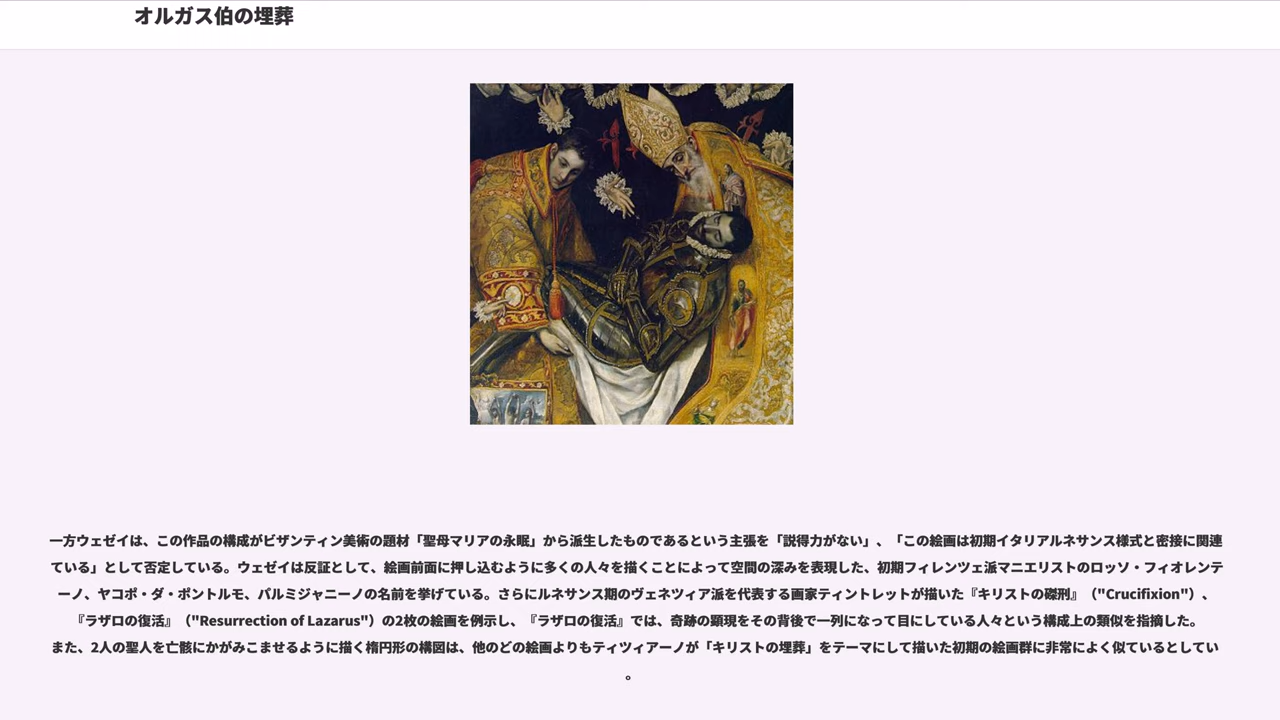 オルガス伯の埋葬
一方ウェゼイは、この作品の構成がビザンティン美術の題材「聖母マリアの永眠」から派生したものであるという主張を「説得力がない」、「この絵画は初期イタリアルネサンス様式と密接に関連
ている」として否定している。ウェゼイは反証として、絵画前面に押し込むように多くの人々を描くことによって空間の深みを表現した、初期フィレンツェ派マニエリストのロッソ・フィオレンテ
ーノ、ヤコポ・ダ・ポントルモ、パルミジャニーノの名前を挙げている。さらにルネサンス期のヴェネツィア派を代表する画家ティントレットが描いた『キリストの磔刑』（"Crucifixion"）、
『ラザロの復活』（"Resurrection of Lazarus"）の2枚の絵画を例示し、『ラザロの復活』では、奇跡の顕現をその背後で一列になって目にしている人々という構成上の類似を指摘した。
また、2人の聖人を亡骸にかがみこませるように描く楕円形の構図は、他のどの絵画よりもティツィアーノが「キリストの埋葬」をテーマにして描いた初期の絵画群に非常によく似ているとしてい
。